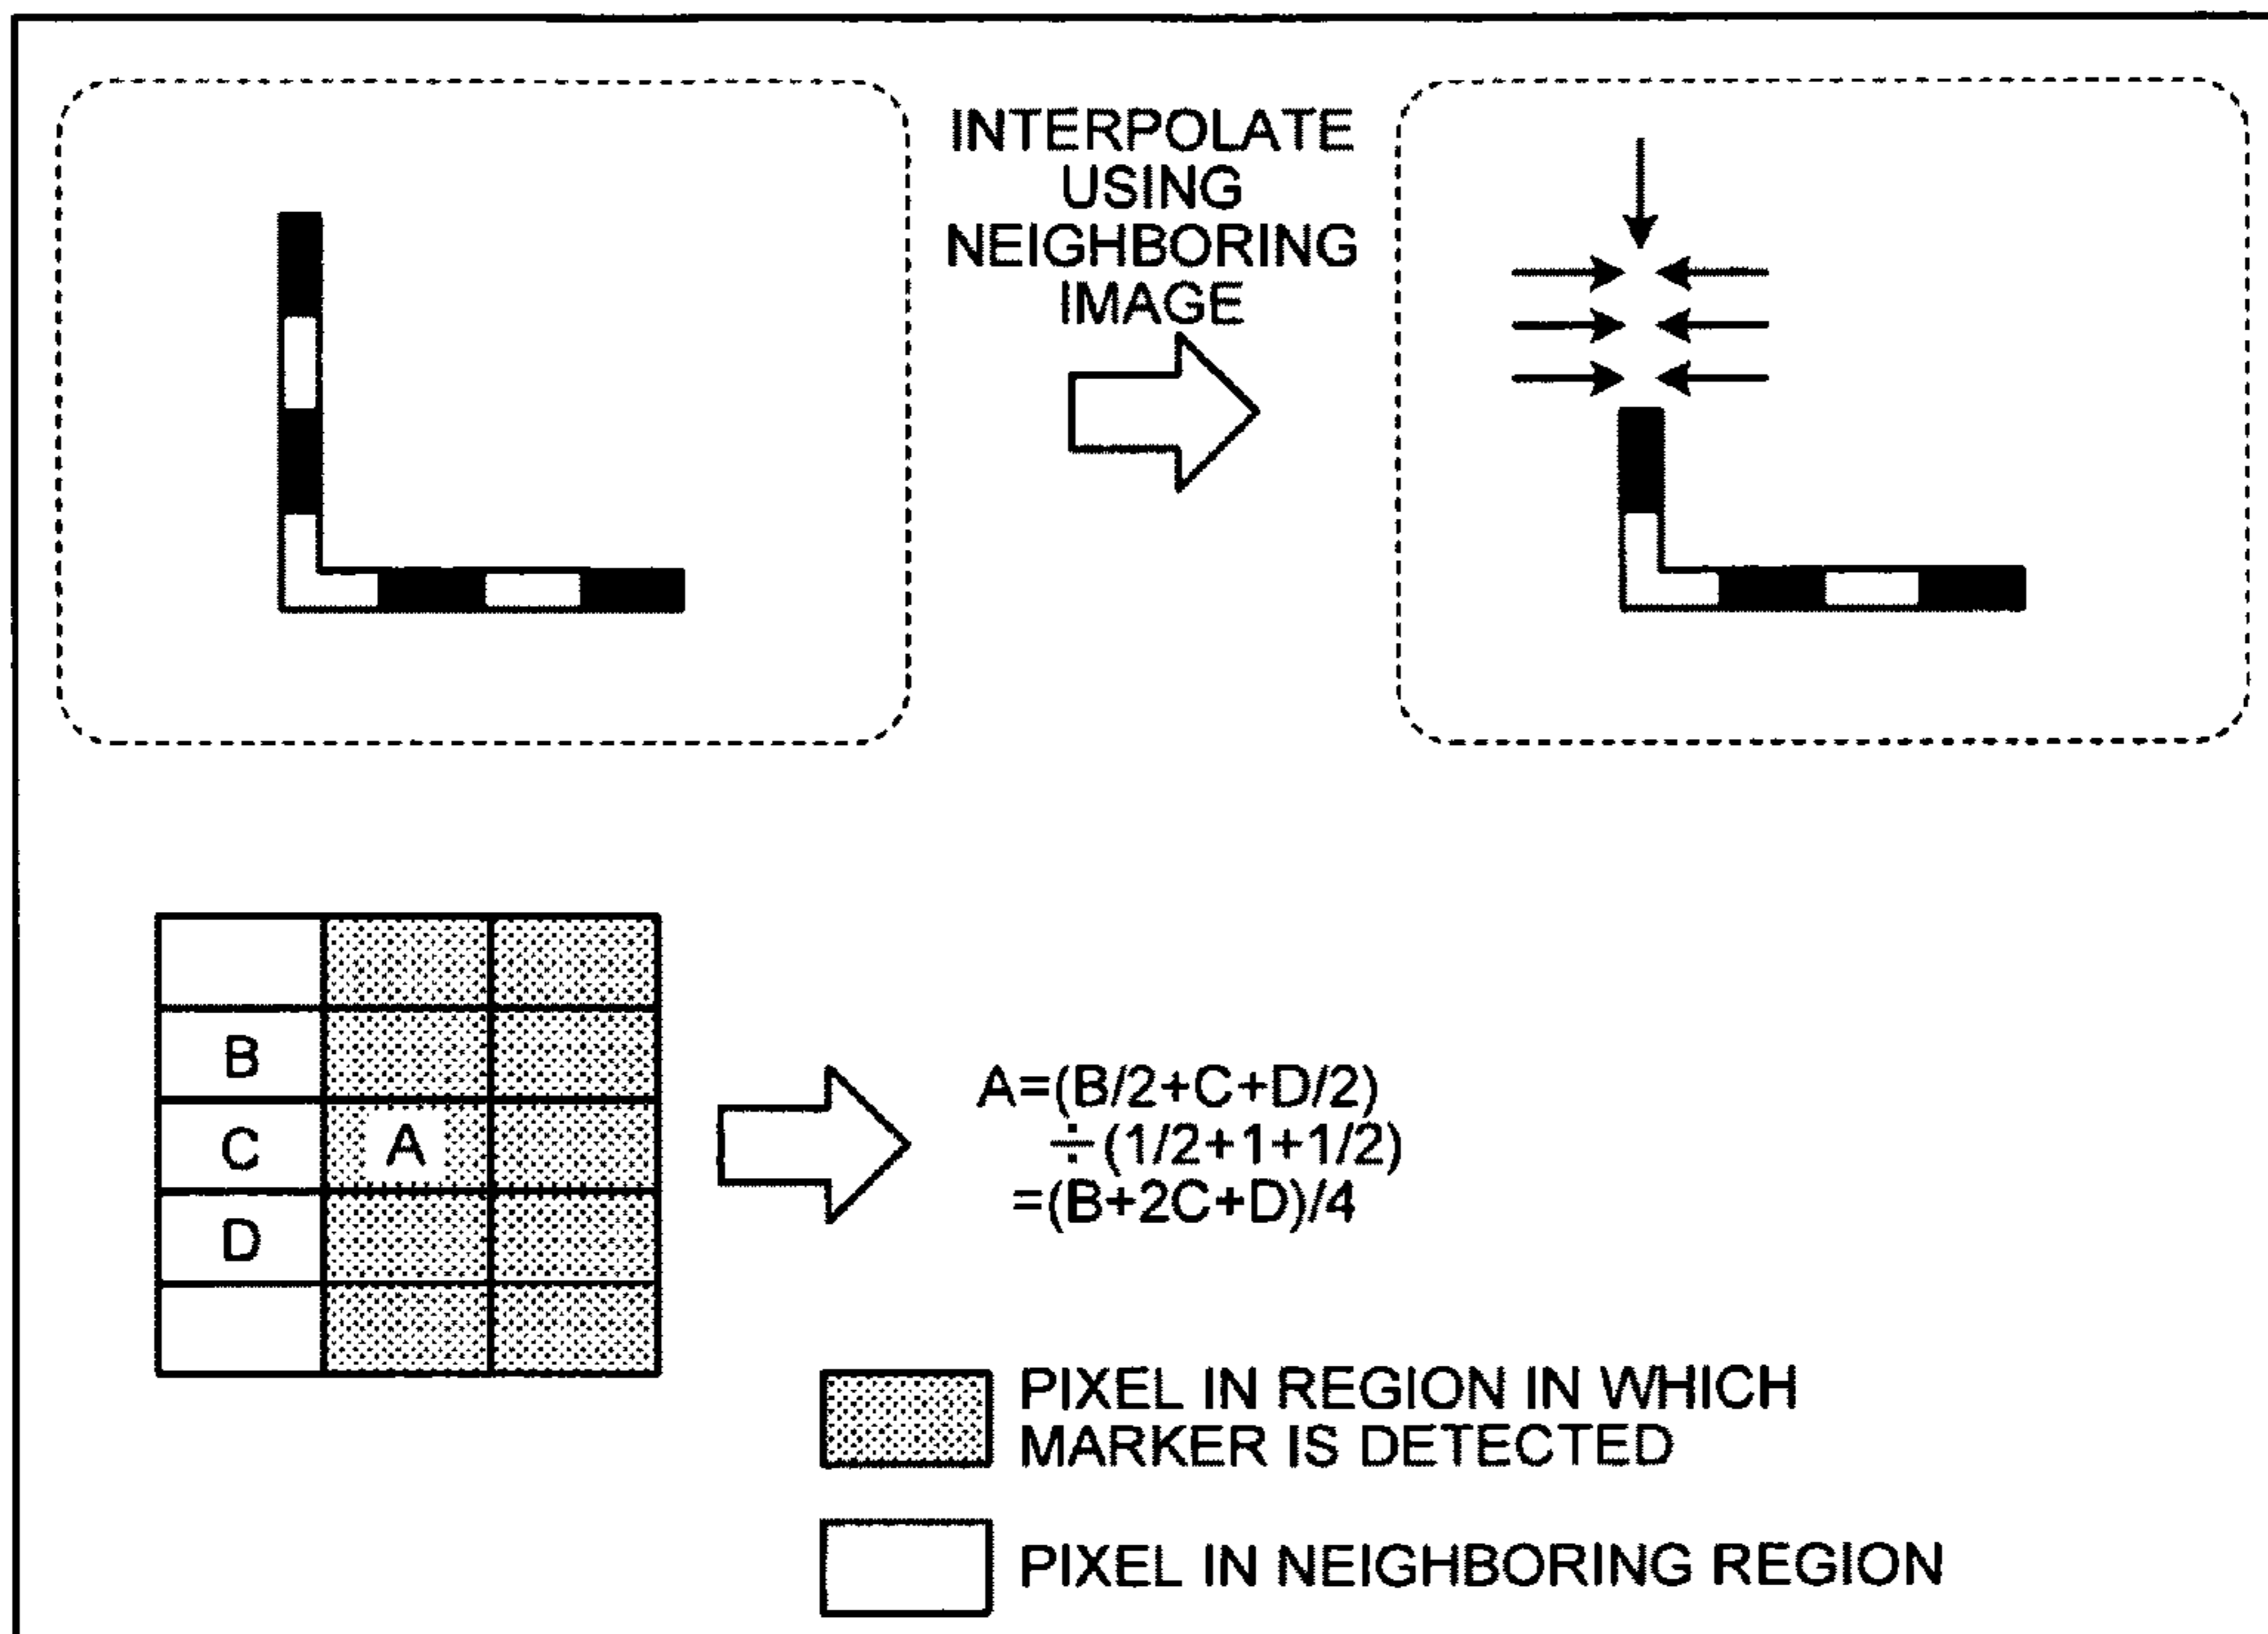 INTERPOLATE
USING
NEIGHBORING
IMAGE
B
C
A
D
A=(B/2+C+D/2)
÷(1/2+1+1/2)
=(B+2C+D)/4
PIXEL IN REGION IN WHICH
MARKER IS DETECTED
PIXEL IN NEIGHBORING REGION